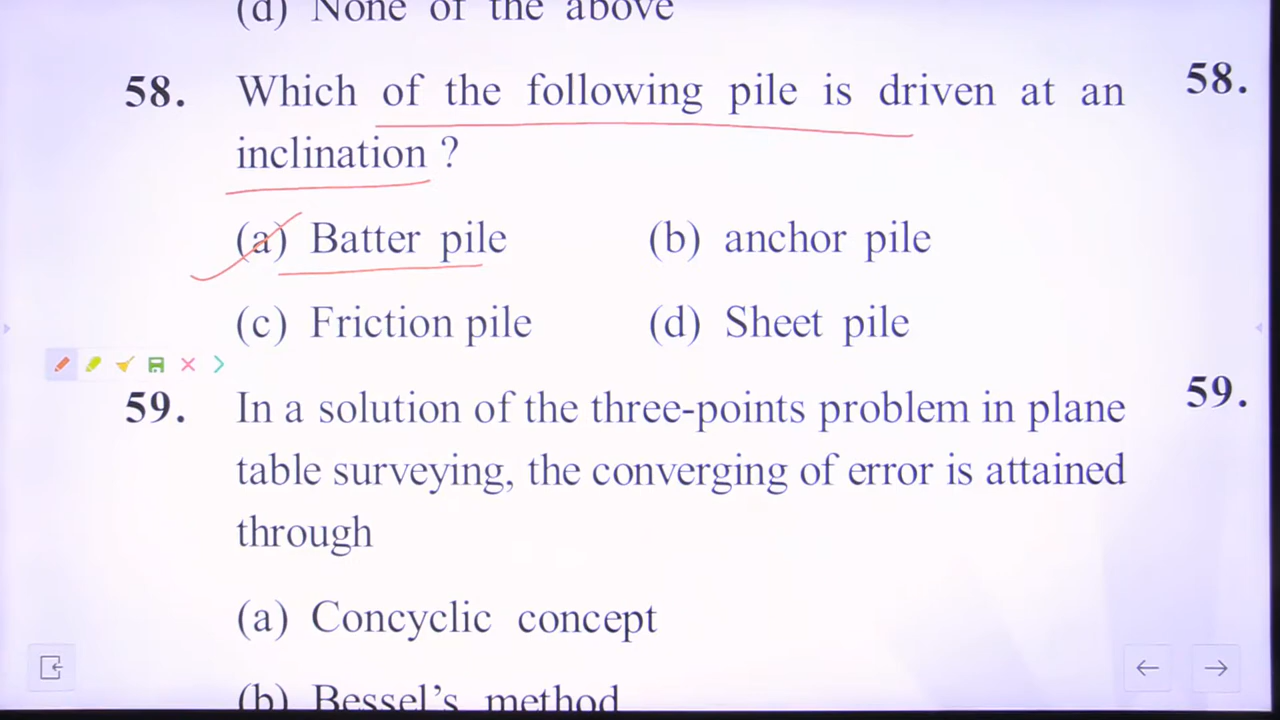 (d) None of the above
58. Which of the following pile is driven at an 58.
inclination ?
(a) Batter pile (b) anchor pile
(c) Friction pile (d) Sheet pile
59. In a solution of the three-points problem in plane 59.
table surveying, the converging of error is attained
through
(a) Concyclic concept
(b) Bessel's method